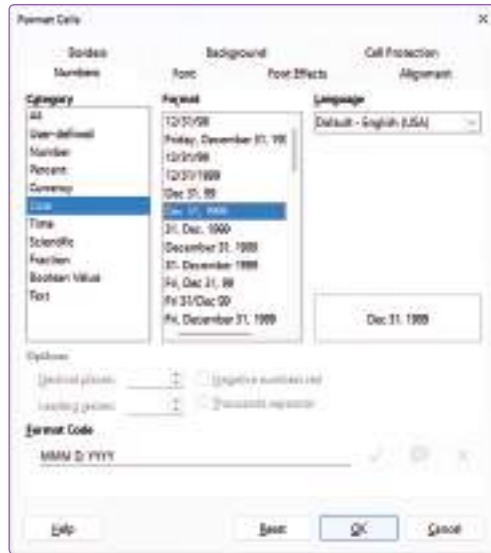 Format Cells
Borders Background Cell Protection
Numbers Font Font Effects Alignment
Category Format Language
All
User-defined
Number
Percent
Currency
Date
Time
Scientific
Fraction
Boolean Value
Text
12/31/99
Friday, December 31, 199
12/31/99
12/31/1999
Dec 31, 99
Dec 31, 1999
31. Dec. 1999
December 31, 1999
31. December 1999
Fri, Dec 31, 99
Fri 31/Dec 99
Fri, December 31, 1999
Default - English (USA)
Dec 31, 1999
Options
Decimal places: Negative numbers red
Leading zeroes: Thousands separator
Format Code
MMM D, YYYY
Help Reset OK Cancel